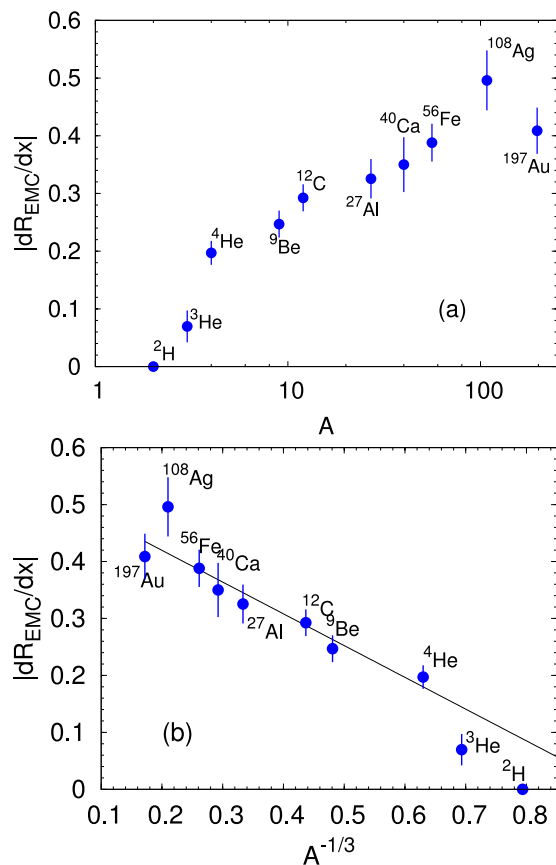 0.6
0.5
0.4
0.3
0.2
0.1
0
|dR_EMC/dx|
²H
³He
⁴He
⁹Be
¹²C
²⁷Al
⁴⁰Ca
⁵⁶Fe
¹⁰⁸Ag
¹⁹⁷Au
(a)
1 10 100
A
0.6
0.5
0.4
0.3
0.2
0.1
0
|dR_EMC/dx|
¹⁹⁷Au
¹⁰⁸Ag
⁵⁶Fe
⁴⁰Ca
²⁷Al
¹²C
⁹Be
⁴He
³He
²H
(b)
0.1 0.2 0.3 0.4 0.5 0.6 0.7 0.8
A⁻¹/³